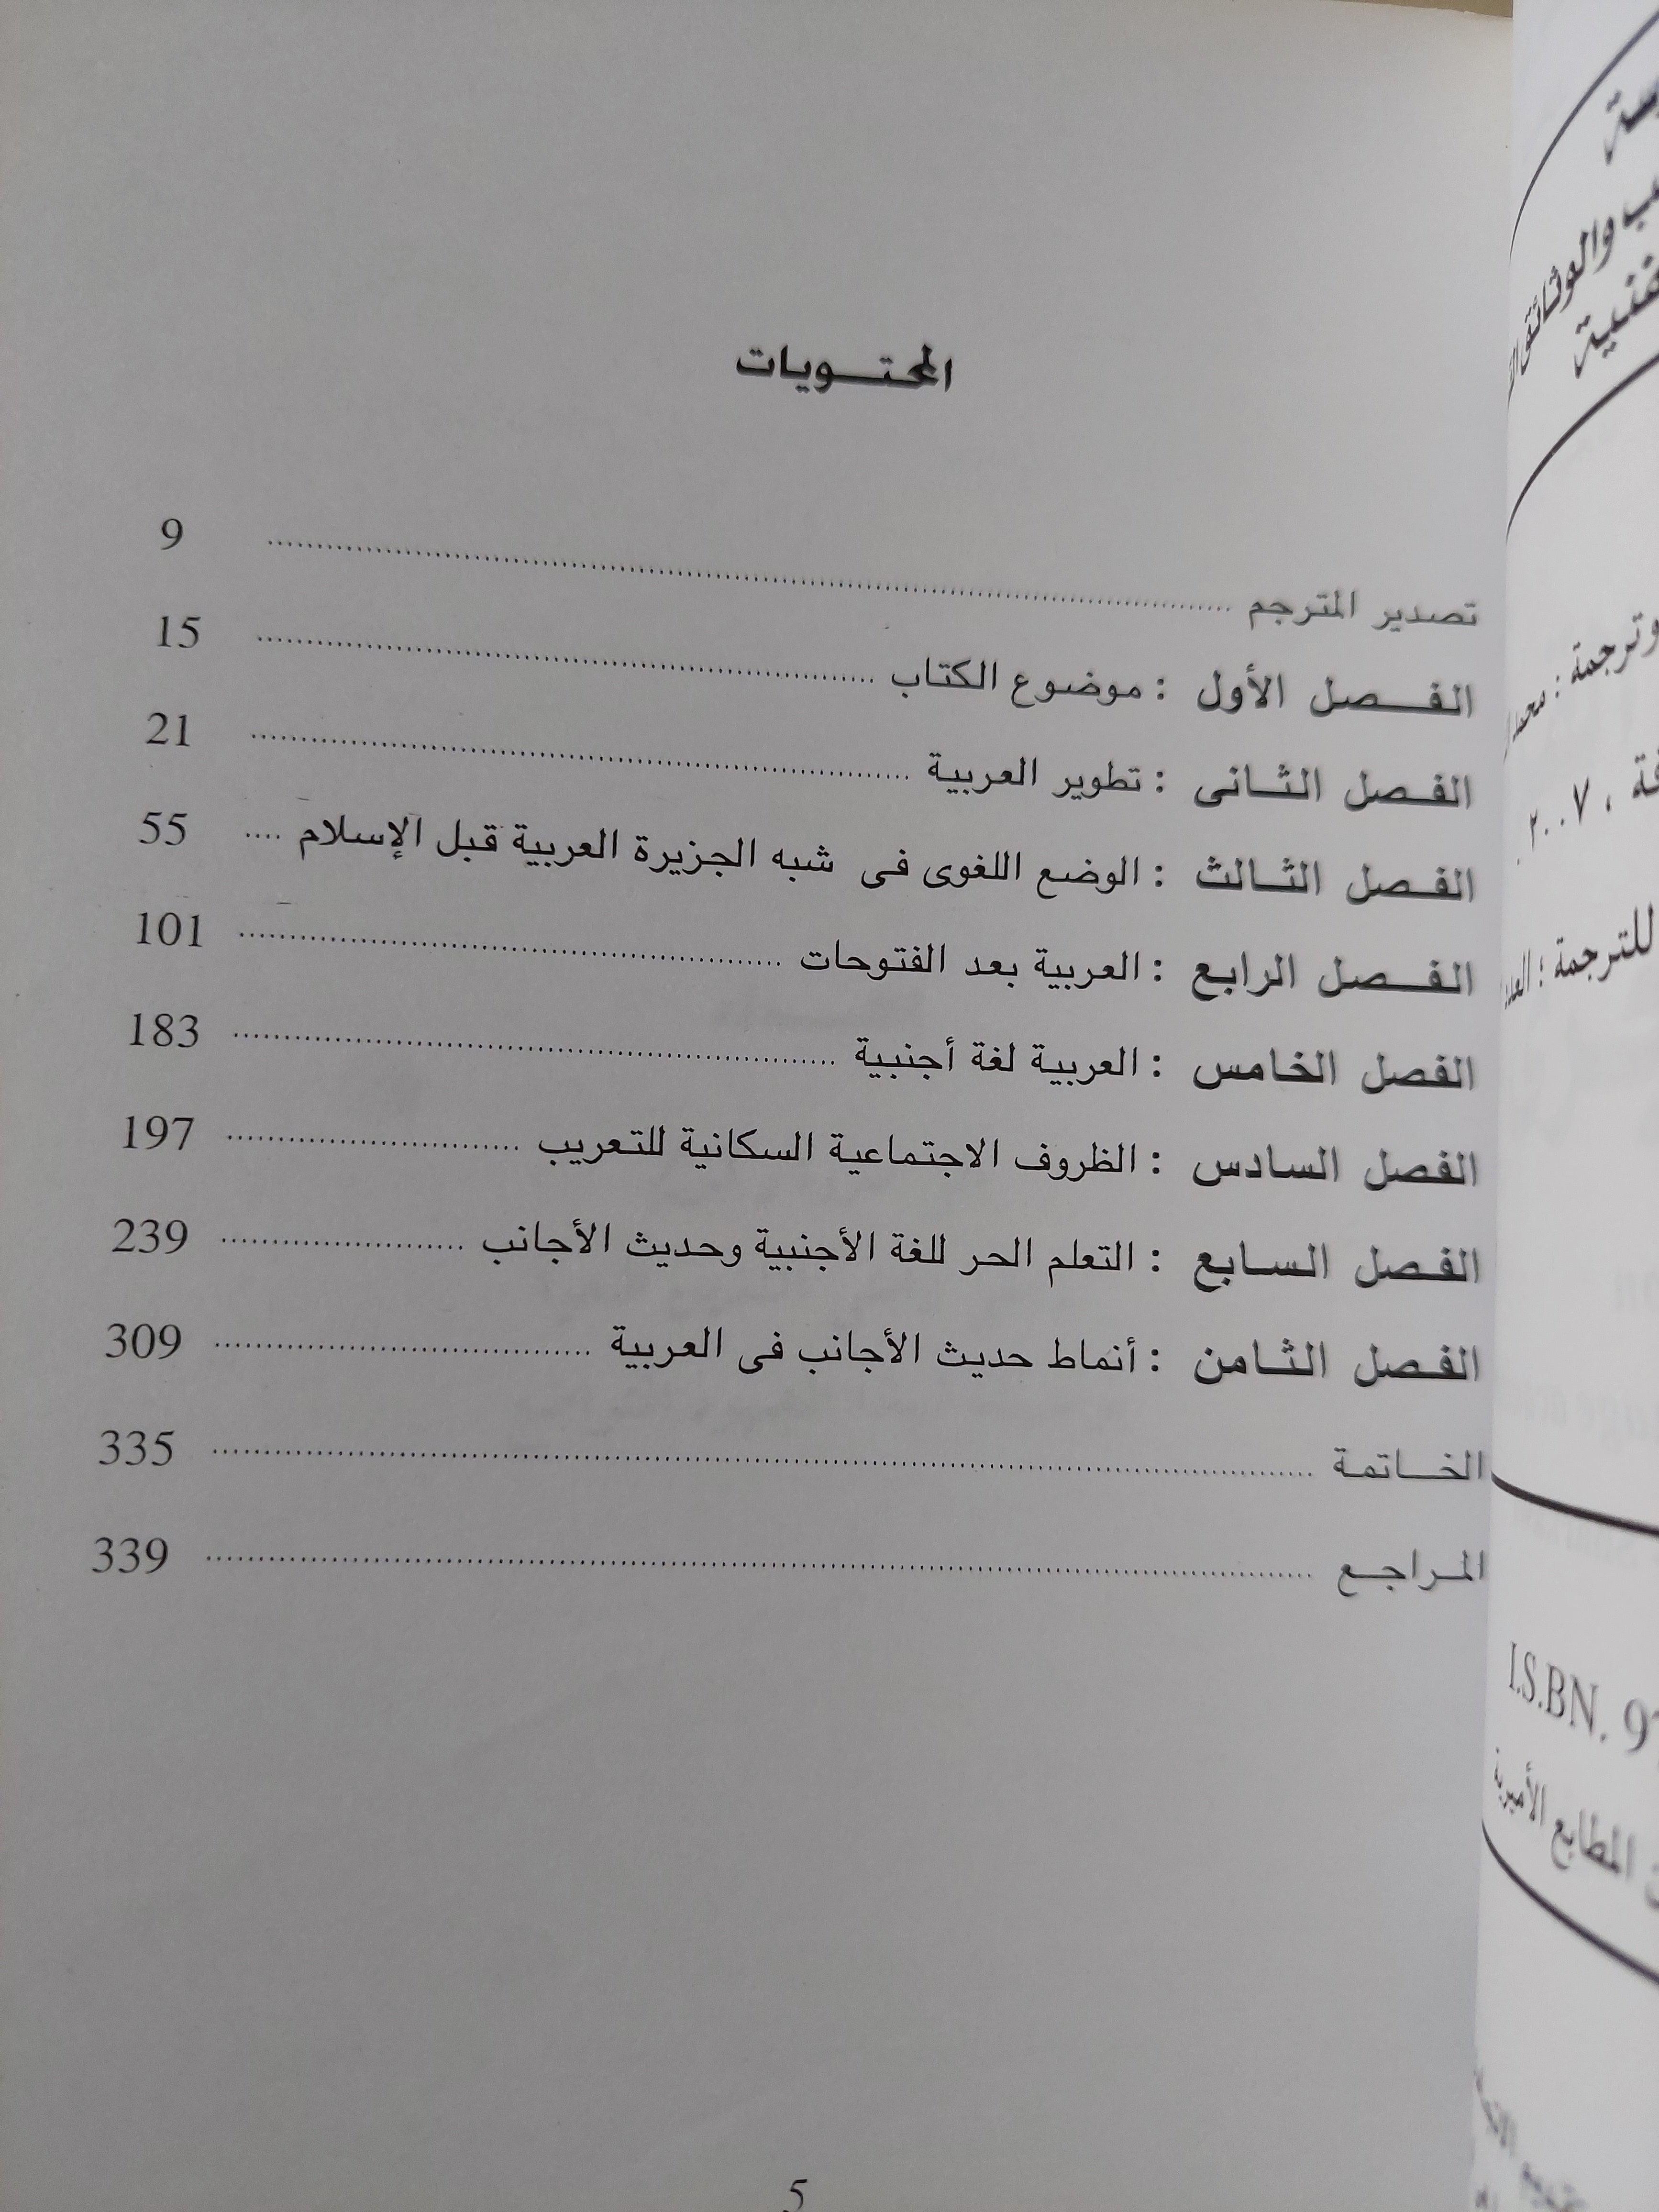 المحتويات
تصدير المترجم 9
الفصل الأول : موضوع الكتاب 15
الفصل الثانى : تطوير العربية 21
الفصل الثالث : الوضع اللغوى فى شبه الجزيرة العربية قبل الإسلام 55
الفصل الرابع : العربية بعد الفتوحات 101
الفصل الخامس : العربية لغة أجنبية 183
الفصل السادس : الظروف الاجتماعية السكانية للتعريب 197
الفصل السابع : التعلم الحر للغة الأجنبية وحديث الأجانب 239
الفصل الثامن : أنماط حديث الأجانب فى العربية 309
الخاتمة 335
المراجع 339
5
والوثائق
وترجمة :
، ٢٠٠٧ .
للترجمة ؛
I.S.BN.
المطابع الأميرية